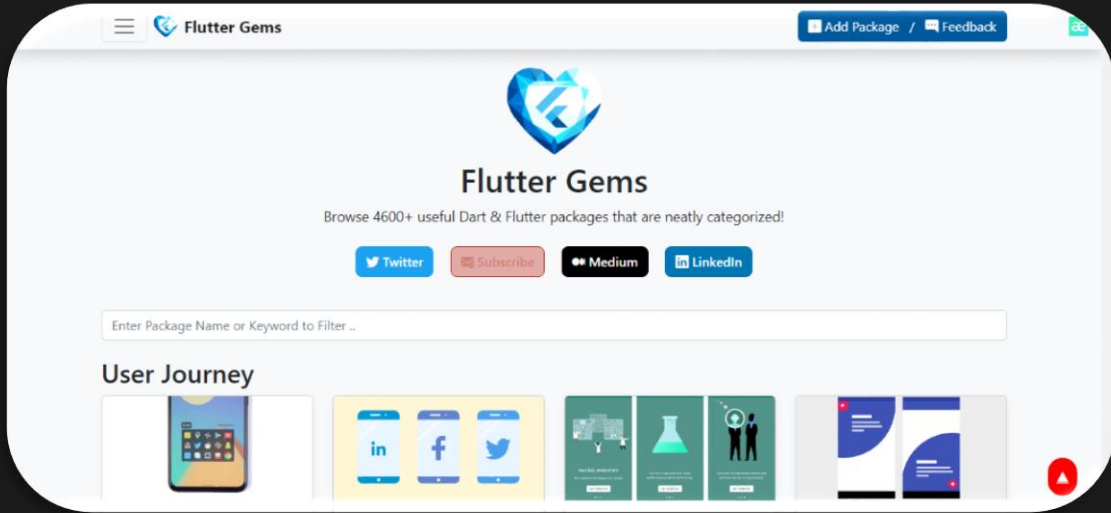 Flutter Gems
Add Package / Feedback
æ
Flutter Gems
Browse 4600+ useful Dart & Flutter packages that are neatly categorized!
Twitter
Subscribe
Medium
LinkedIn
Enter Package Name or Keyword to Filter ..
User Journey
in
f